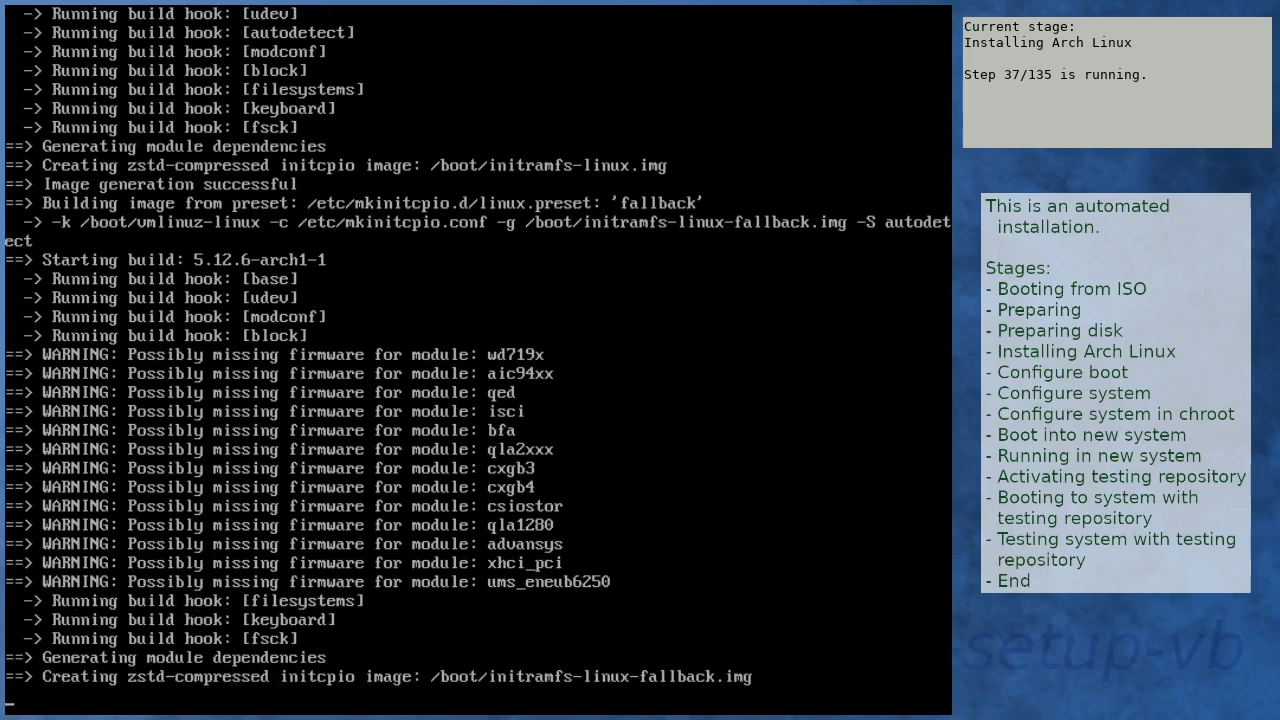 -> Running build hook: [udev]
  -> Running build hook: [autodetect]
  -> Running build hook: [modconf]
  -> Running build hook: [block]
  -> Running build hook: [filesystems]
  -> Running build hook: [keyboard]
  -> Running build hook: [fsck]
==> Generating module dependencies
==> Creating zstd-compressed initcpio image: /boot/initramfs-linux.img
==> Image generation successful
==> Building image from preset: /etc/mkinitcpio.d/linux.preset: 'fallback'
  -> -k /boot/vmlinuz-linux -c /etc/mkinitcpio.conf -g /boot/initramfs-linux-fallback.img -S autodet
ect
==> Starting build: 5.12.6-arch1-1
  -> Running build hook: [base]
  -> Running build hook: [udev]
  -> Running build hook: [modconf]
  -> Running build hook: [block]
==> WARNING: Possibly missing firmware for module: wd719x
==> WARNING: Possibly missing firmware for module: aic94xx
==> WARNING: Possibly missing firmware for module: qed
==> WARNING: Possibly missing firmware for module: isci
==> WARNING: Possibly missing firmware for module: bfa
==> WARNING: Possibly missing firmware for module: qla2xxx
==> WARNING: Possibly missing firmware for module: cxgb3
==> WARNING: Possibly missing firmware for module: cxgb4
==> WARNING: Possibly missing firmware for module: csiostor
==> WARNING: Possibly missing firmware for module: qla1280
==> WARNING: Possibly missing firmware for module: advansys
==> WARNING: Possibly missing firmware for module: xhci_pci
==> WARNING: Possibly missing firmware for module: ums_eneub6250
  -> Running build hook: [filesystems]
  -> Running build hook: [keyboard]
  -> Running build hook: [fsck]
==> Generating module dependencies
==> Creating zstd-compressed initcpio image: /boot/initramfs-linux-fallback.img
Current stage:
Installing Arch Linux
Step 37/135 is running.
This is an automated
installation.
Stages:
- Booting from ISO
- Preparing
- Preparing disk
- Installing Arch Linux
- Configure boot
- Configure system
- Configure system in chroot
- Boot into new system
- Running in new system
- Activating testing repository
- Booting to system with
testing repository
- Testing system with testing
repository
- End
-setup-vb